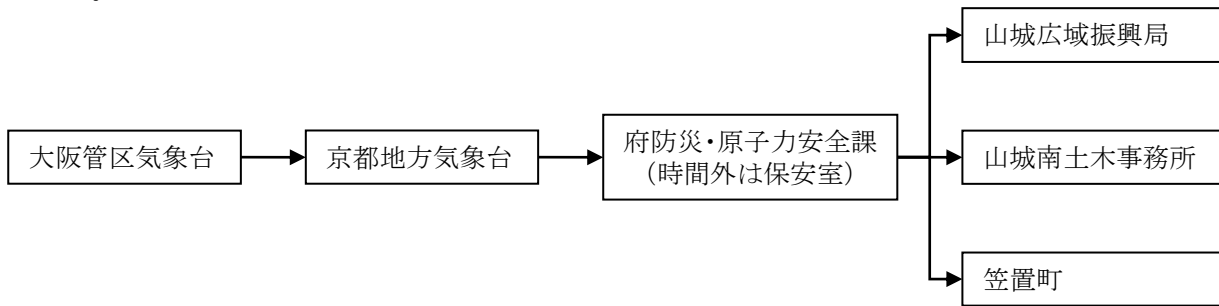 大阪管区気象台
京都地方気象台
府防災・原子力安全課
（時間外は保安室）
山城広域振興局
山城南土木事務所
笠置町